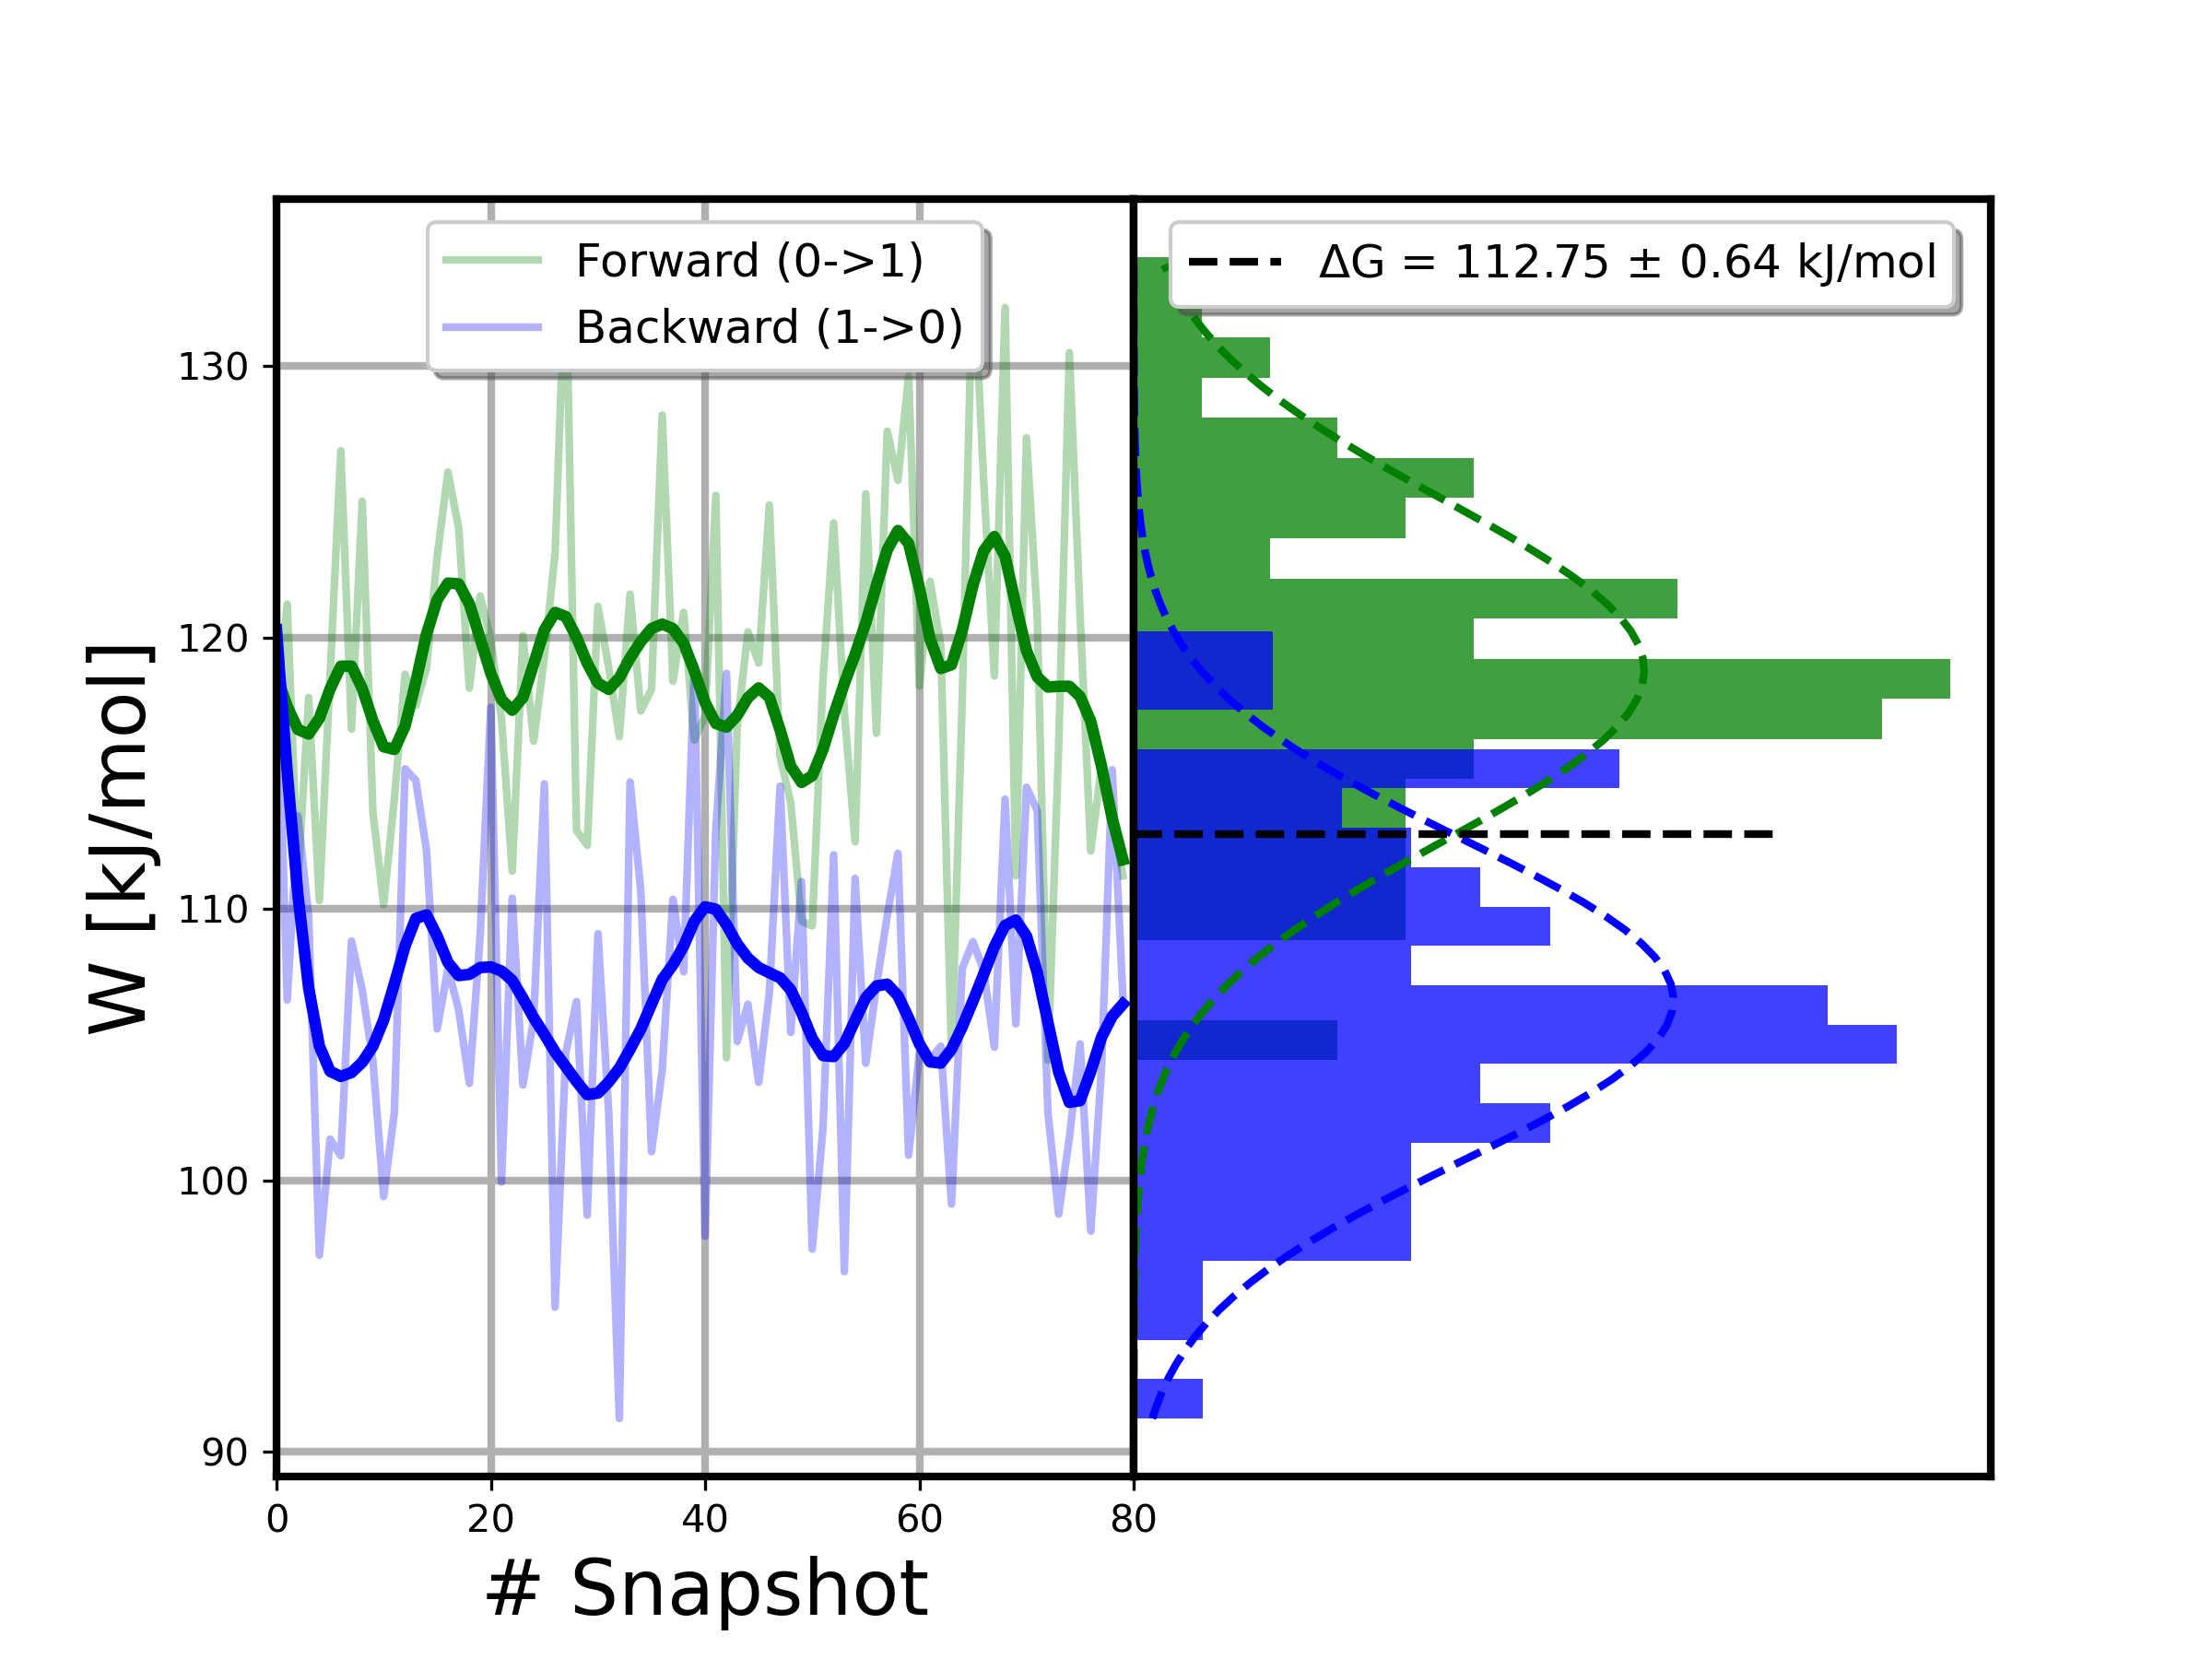 Forward (0->1)
Backward (1->0)
ΔG = 112.75 ± 0.64 kJ/mol
W [kJ/mol]
130
120
110
100
90
0 20 40 60 80
# Snapshot